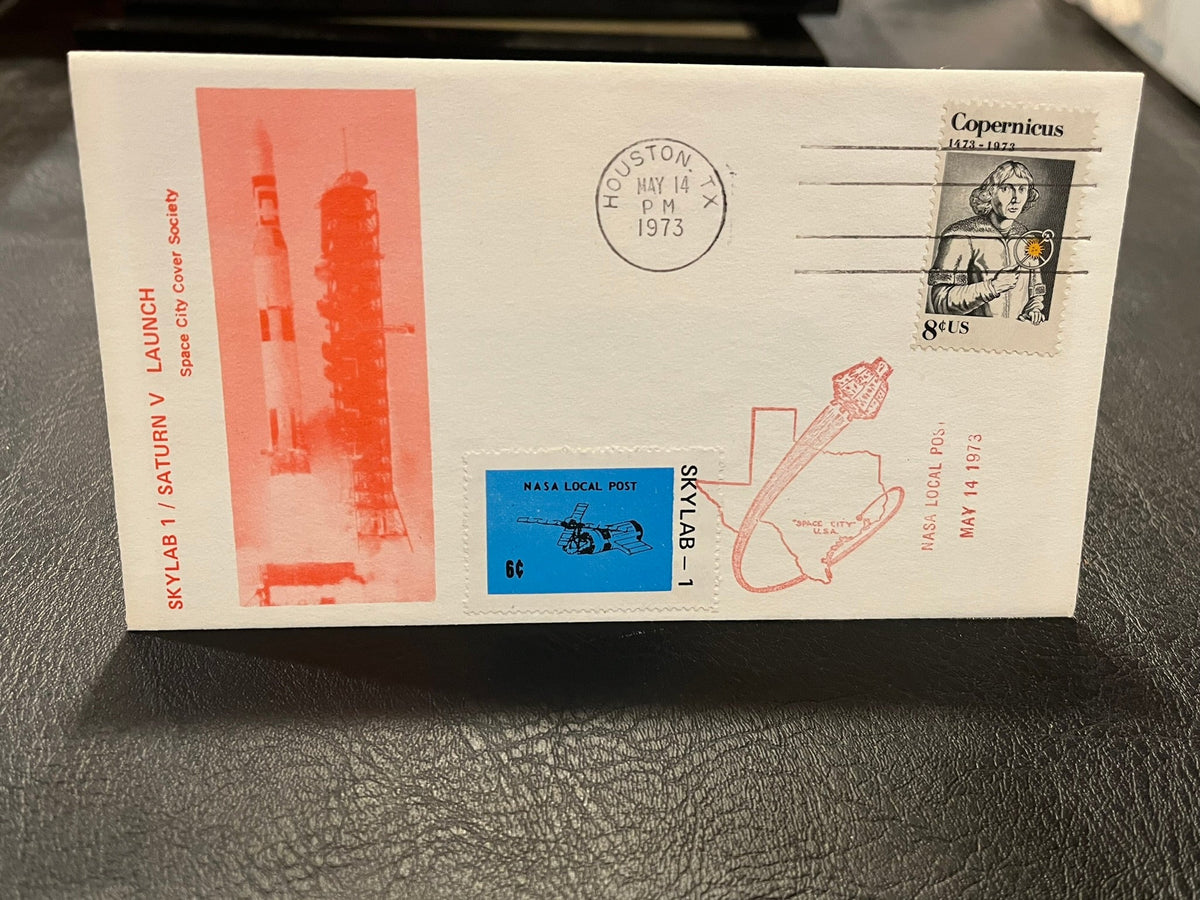 SKYLAB 1 / SATURN V LAUNCH
Space City Cover Society
HOUSTON, TX
MAY 14
PM
1973
Copernicus
1473-1973
8¢US
NASA LOCAL POST
6¢
SKYLAB-1
"SPACE CITY"
U.S.A.
NASA LOCAL POST
MAY 14 1973